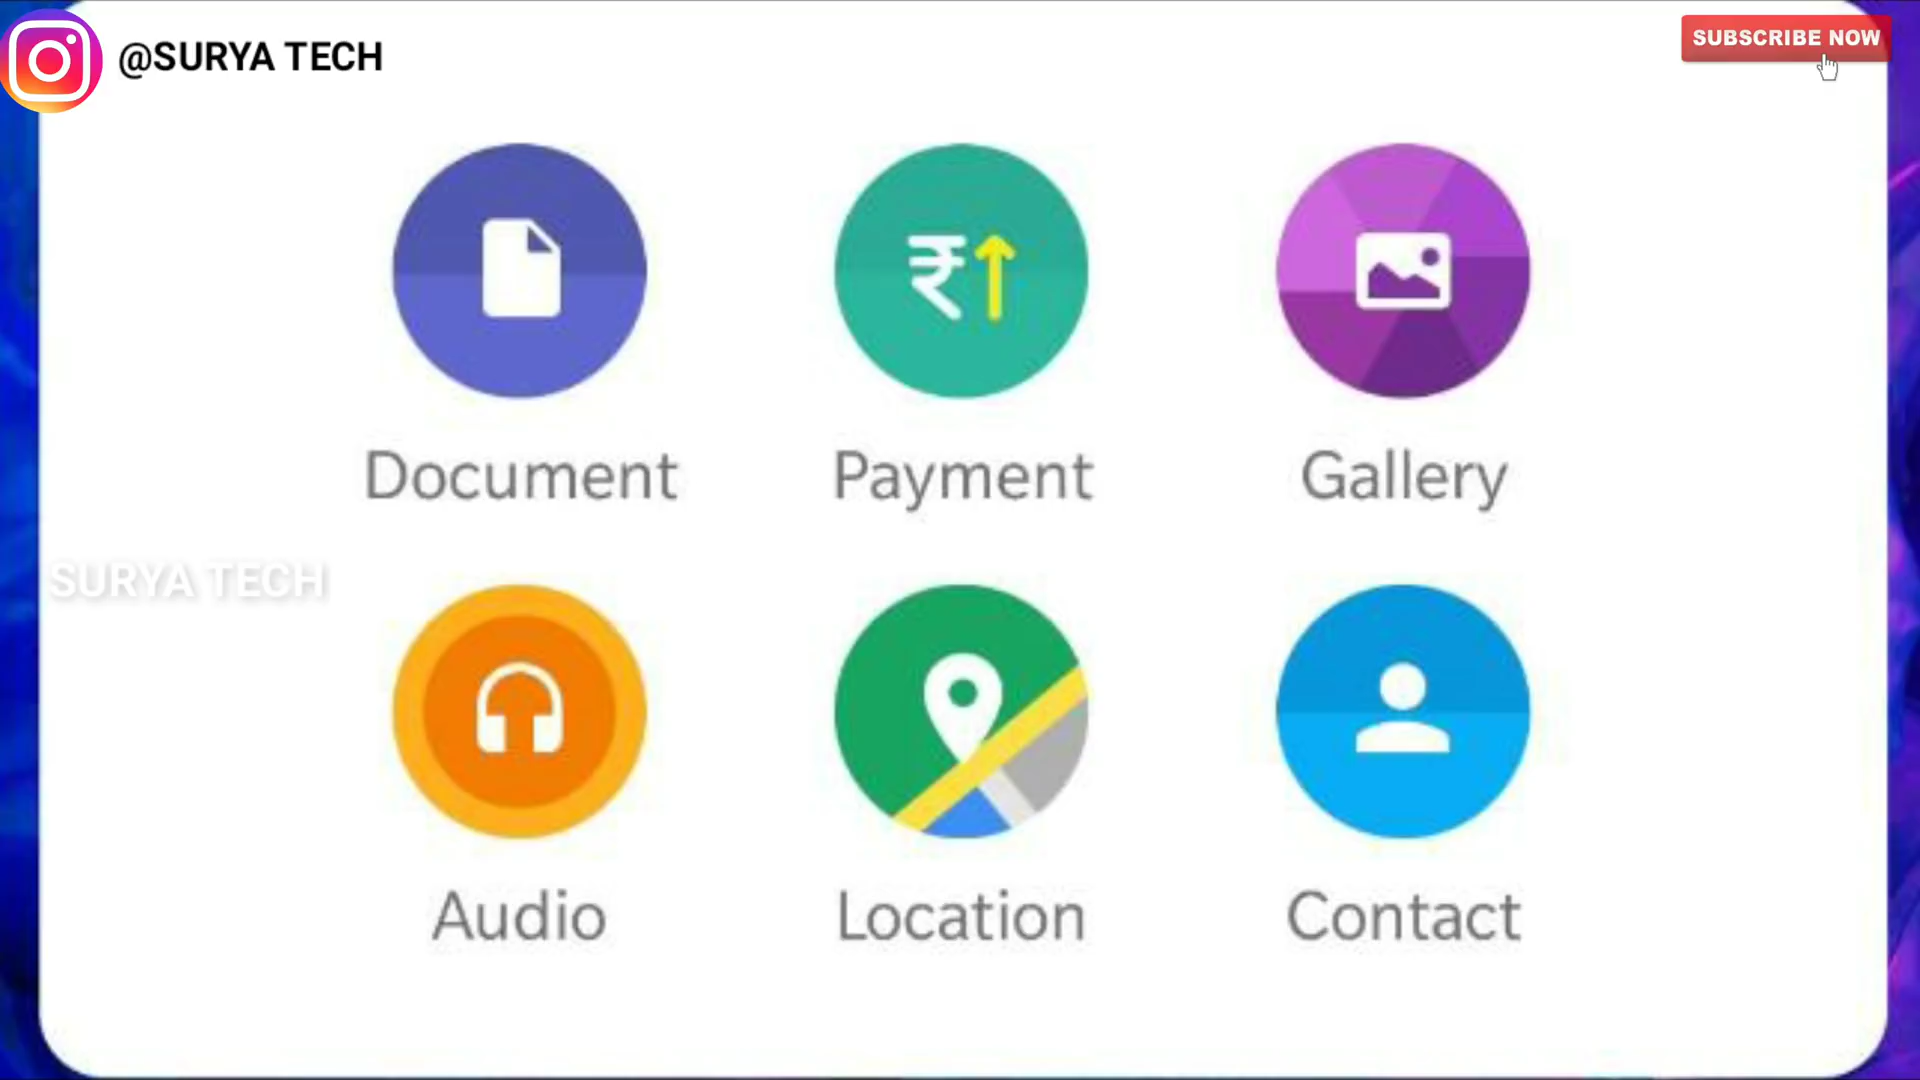 @SURYA TECH
SUBSCRIBE NOW
₹
Document
Payment
Gallery
SURYA TECH
Audio
Location
Contact